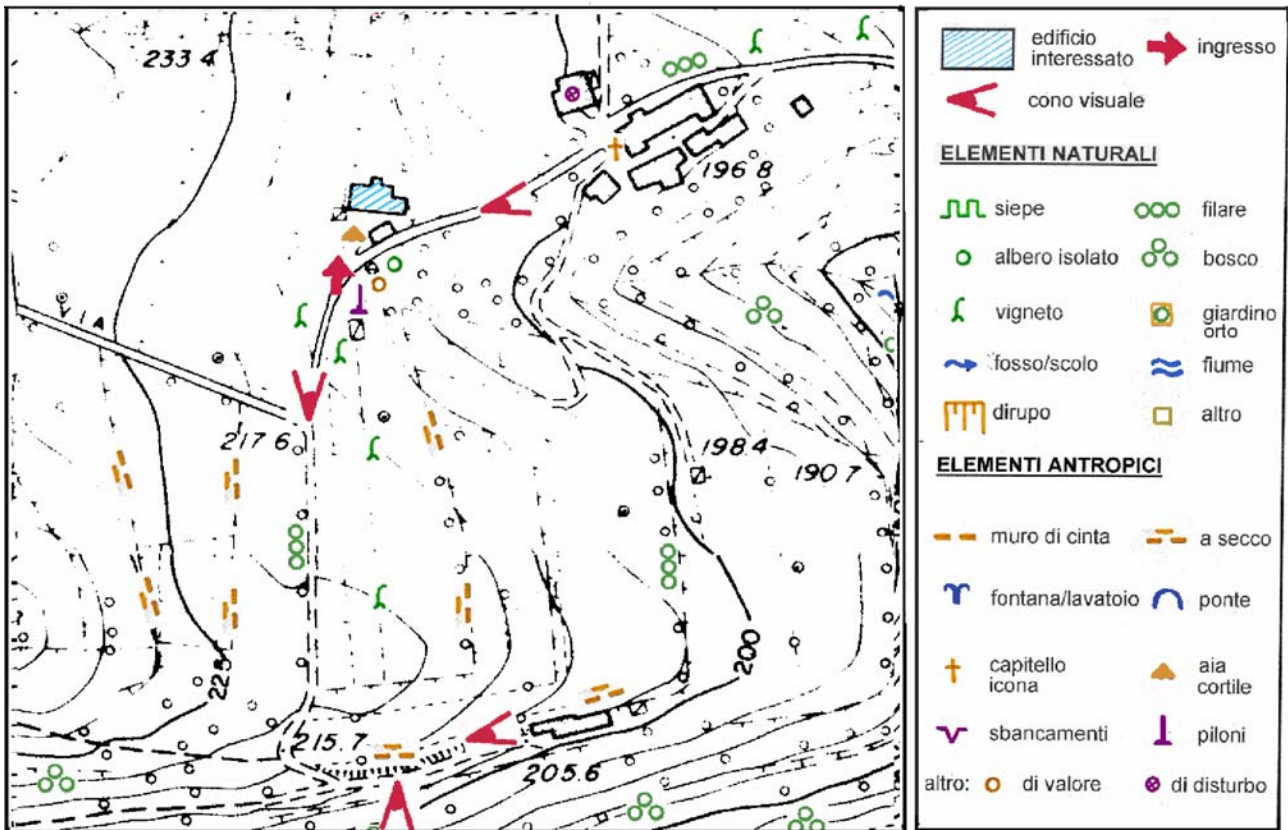 233.4
196.8
VIA
217.6
198.4
190.7
200
225
215.7
205.6
edificio
interessato
ingresso
cono visuale
ELEMENTI NATURALI
siepe
filare
albero isolato
bosco
vigneto
giardino
orto
fosso/scolo
fiume
dirupo
altro
ELEMENTI ANTROPICI
muro di cinta
a secco
fontana/lavatoio
ponte
capitello
icona
aia
cortile
sbancamenti
piloni
altro:
di valore
di disturbo